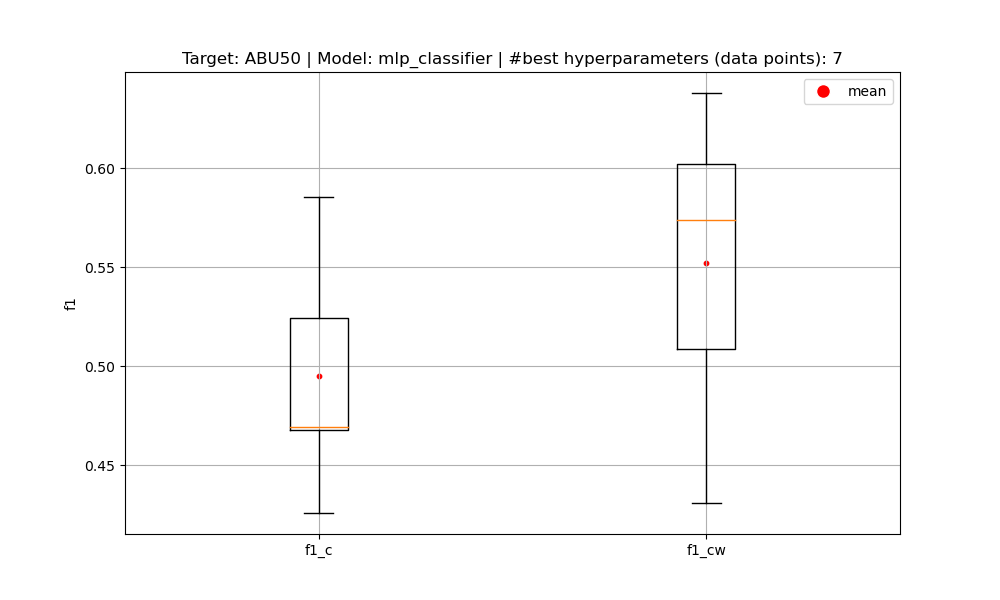 Target: ABU50 | Model: mlp_classifier | #best hyperparameters (data points): 7
mean
0.60
0.55
0.50
0.45
f1
f1_c
f1_cw